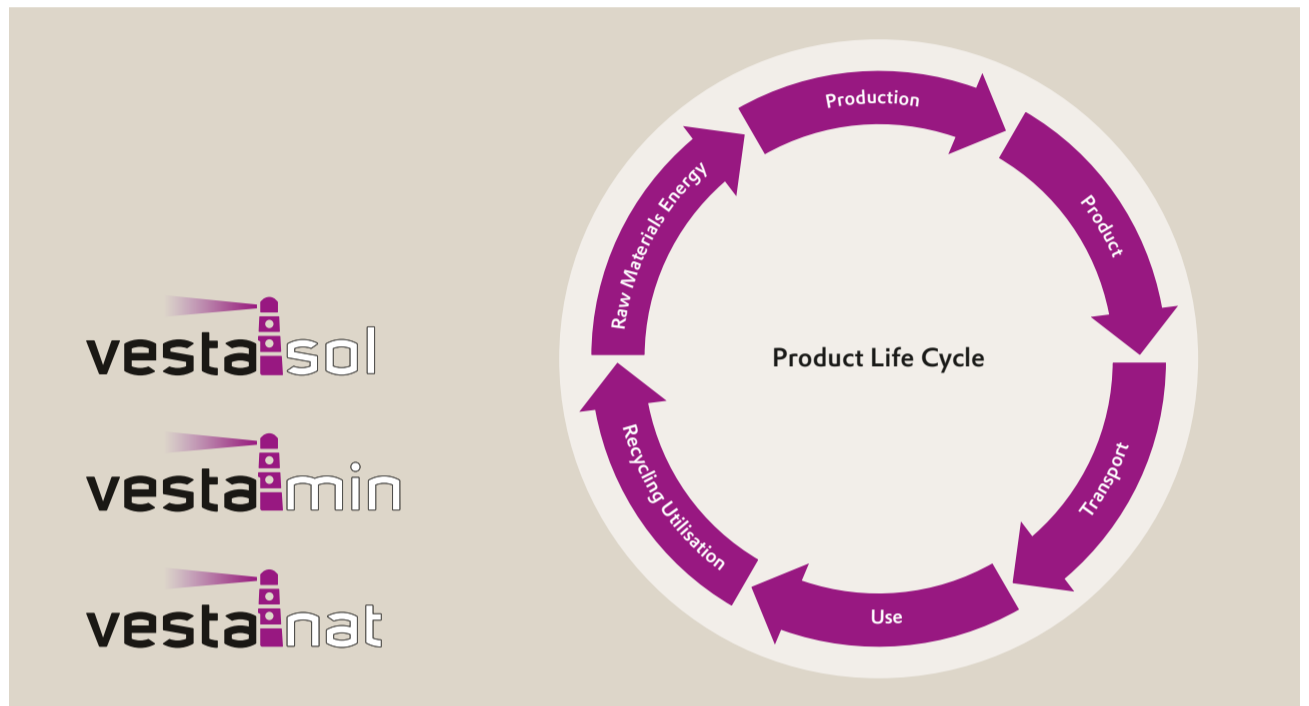 vestasol
vestamin
vestanat
Product Life Cycle
Production
Product
Transport
Use
Recycling Utilisation
Raw Materials Energy